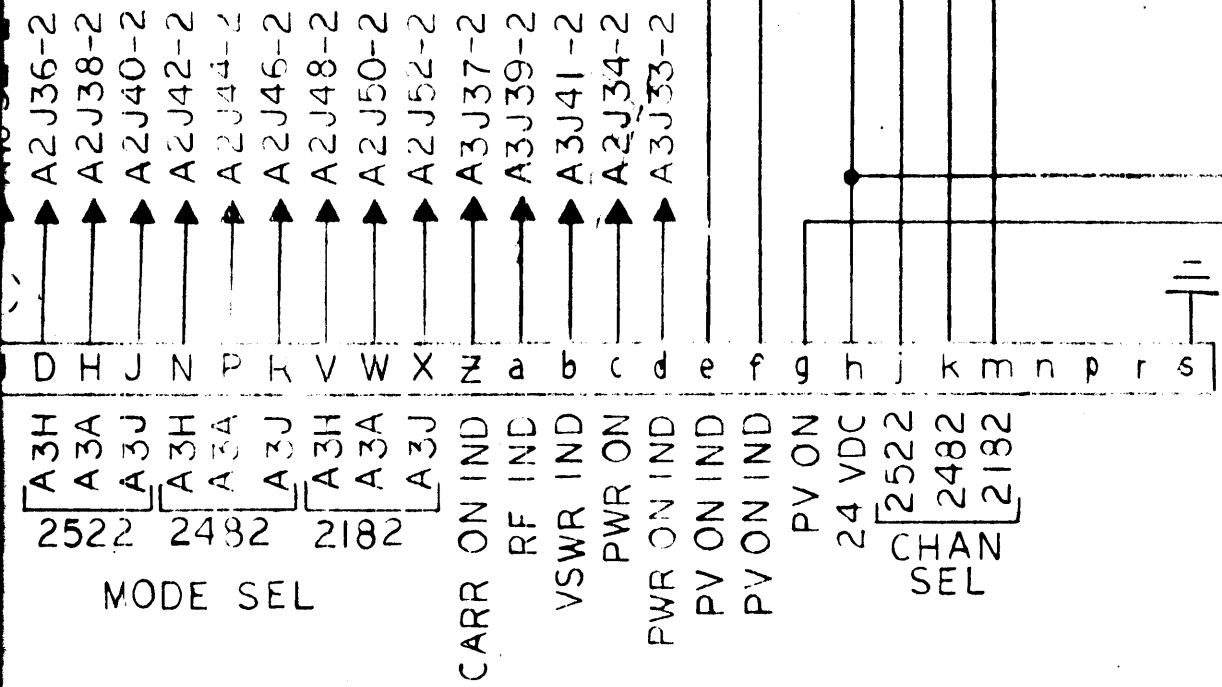 A2J36-2
A2J38-2
A2J40-2
A2J42-2
A2J44-2
A2J46-2
A2J48-2
A2J50-2
A2J52-2
A3J37-2
A3J39-2
A3J41-2
A2J34-2
A3J33-2
D H J N P R V W X Z a b c d e f g h j k m n p r s
A3H
A3A
A3J
A3H
A3A
A3J
A3H
A3A
A3J
CARR ON IND
RF IND
VSWR IND
PWR ON
PWR ON IND
PV ON IND
PV ON IND
PV ON
24 VDC
2522
2482
2182
2522 2482 2182
CHAN
SEL
MODE SEL